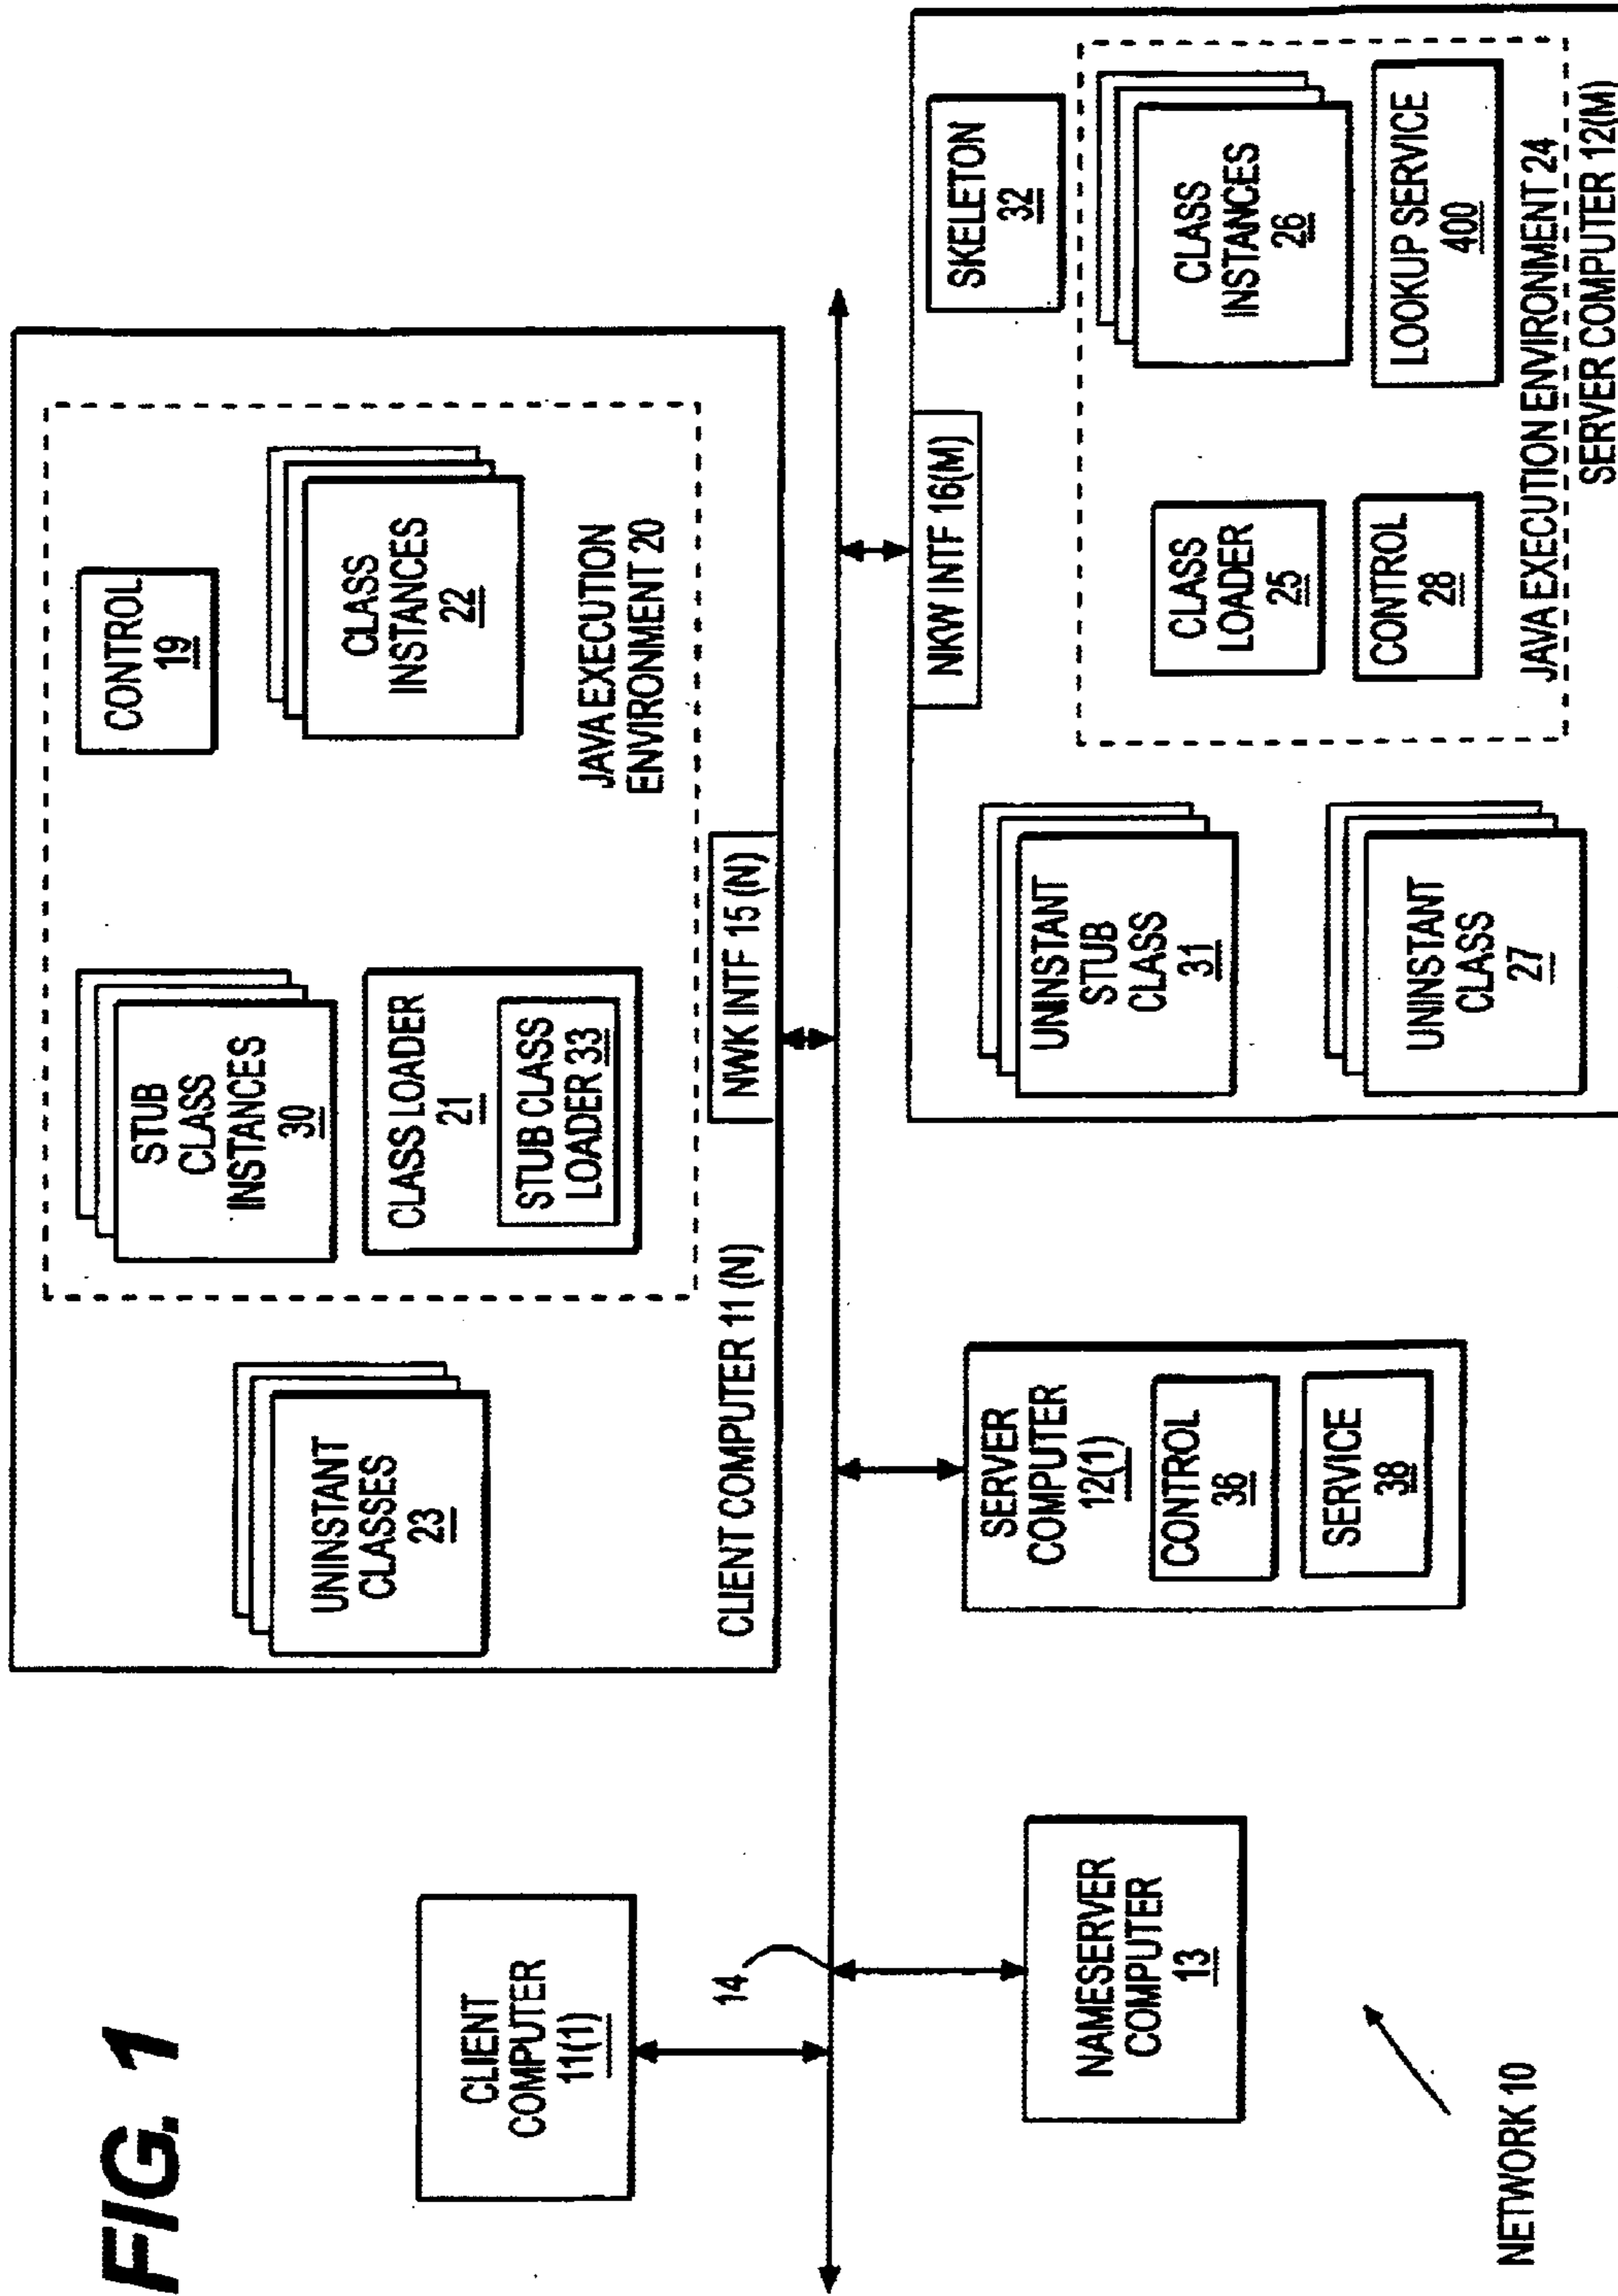 FIG. 1
CLIENT
COMPUTER
11(1)
UNINSTANT
CLASSES
23
STUB
CLASS
INSTANCES
30
CLASS LOADER
21
STUB CLASS
LOADER 33
CONTROL
19
CLASS
INSTANCES
22
JAVA EXECUTION
ENVIRONMENT 20
CLIENT COMPUTER 11 (N)
NWK INTF 15 (N)
14
NAMESERVER
COMPUTER
13
SERVER
COMPUTER
12(1)
CONTROL
36
SERVICE
38
NKW INTF 16(M)
UNINSTANT
STUB
CLASS
31
UNINSTANT
CLASS
27
SKELETON
32
CLASS
LOADER
25
CONTROL
28
CLASS
INSTANCES
26
LOOKUP SERVICE
400
JAVA EXECUTION ENVIRONMENT 24
SERVER COMPUTER 12(M)
NETWORK 10